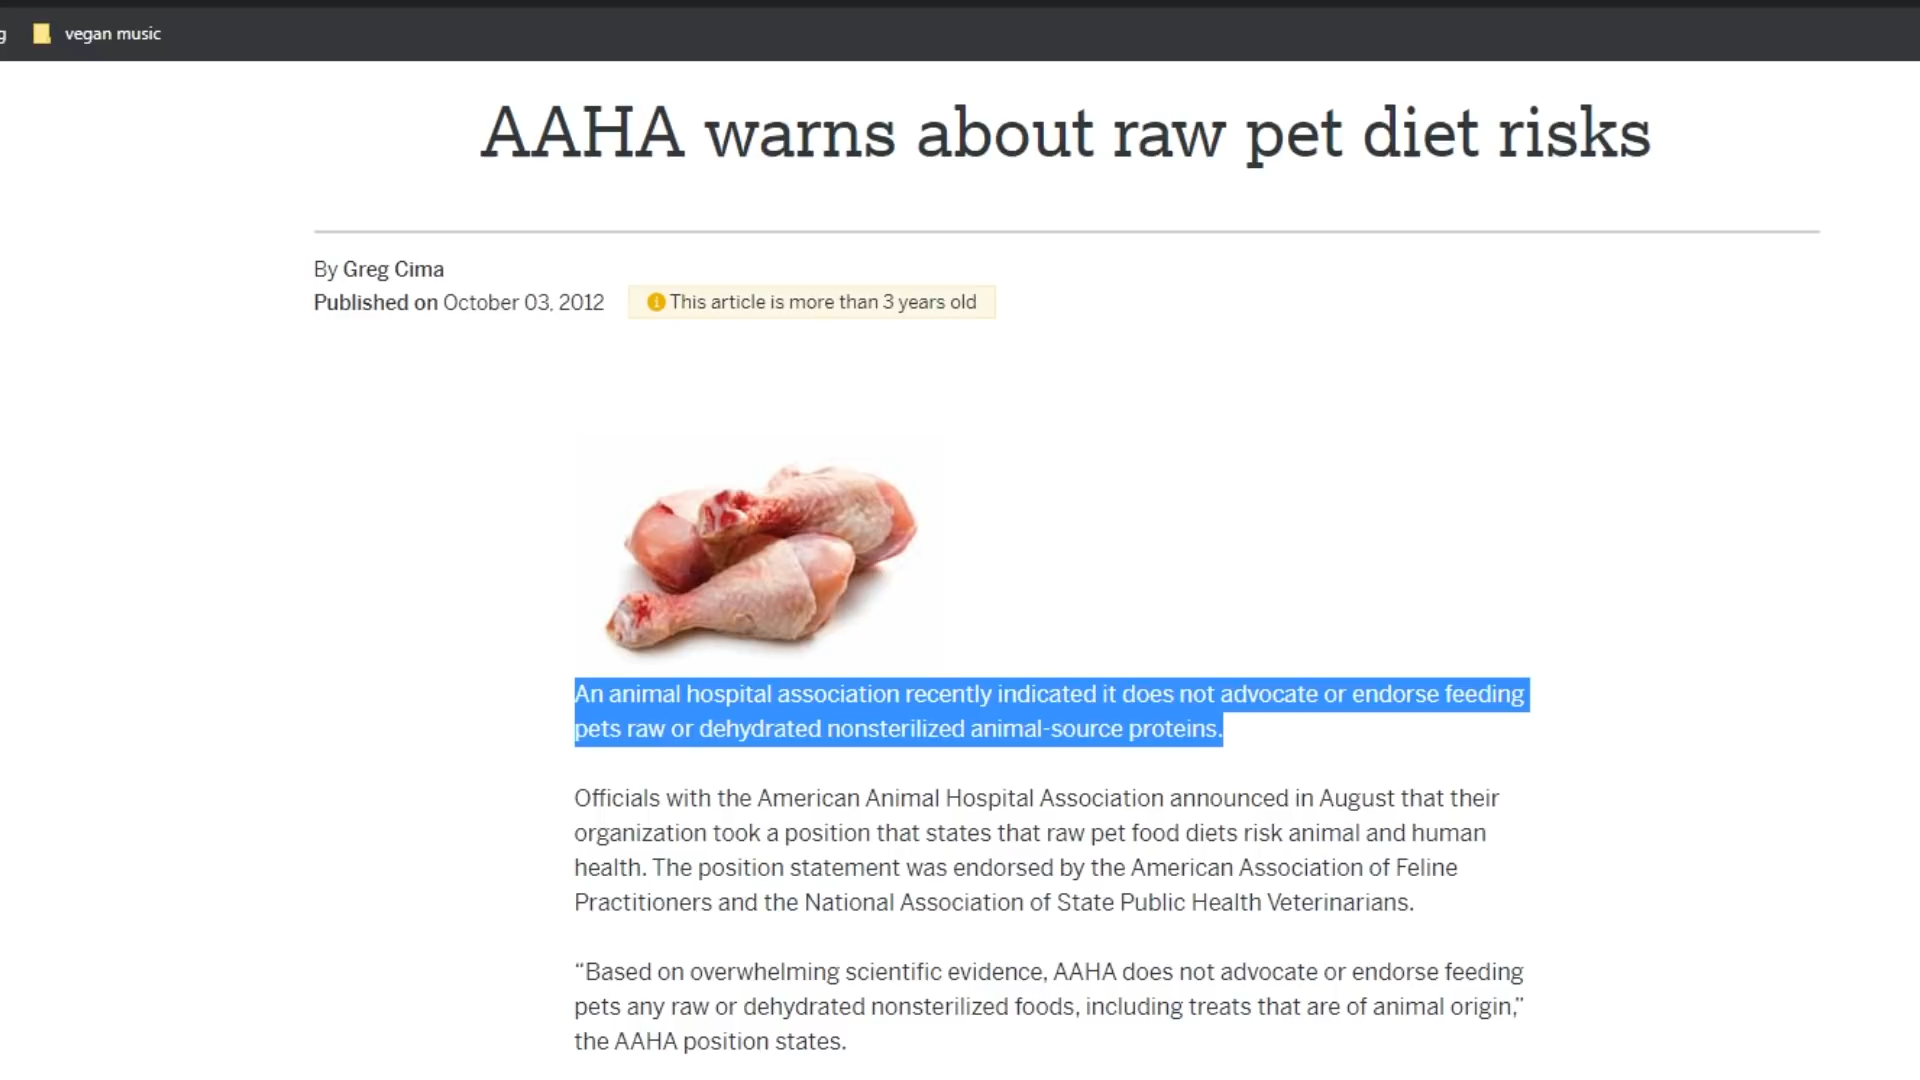 g vegan music
AAHA warns about raw pet diet risks
By Greg Cima
Published on October 03, 2012 This article is more than 3 years old
An animal hospital association recently indicated it does not advocate or endorse feeding
pets raw or dehydrated nonsterilized animal-source proteins.
Officials with the American Animal Hospital Association announced in August that their
organization took a position that states that raw pet food diets risk animal and human
health. The position statement was endorsed by the American Association of Feline
Practitioners and the National Association of State Public Health Veterinarians.
“Based on overwhelming scientific evidence, AAHA does not advocate or endorse feeding
pets any raw or dehydrated nonsterilized foods, including treats that are of animal origin,”
the AAHA position states.